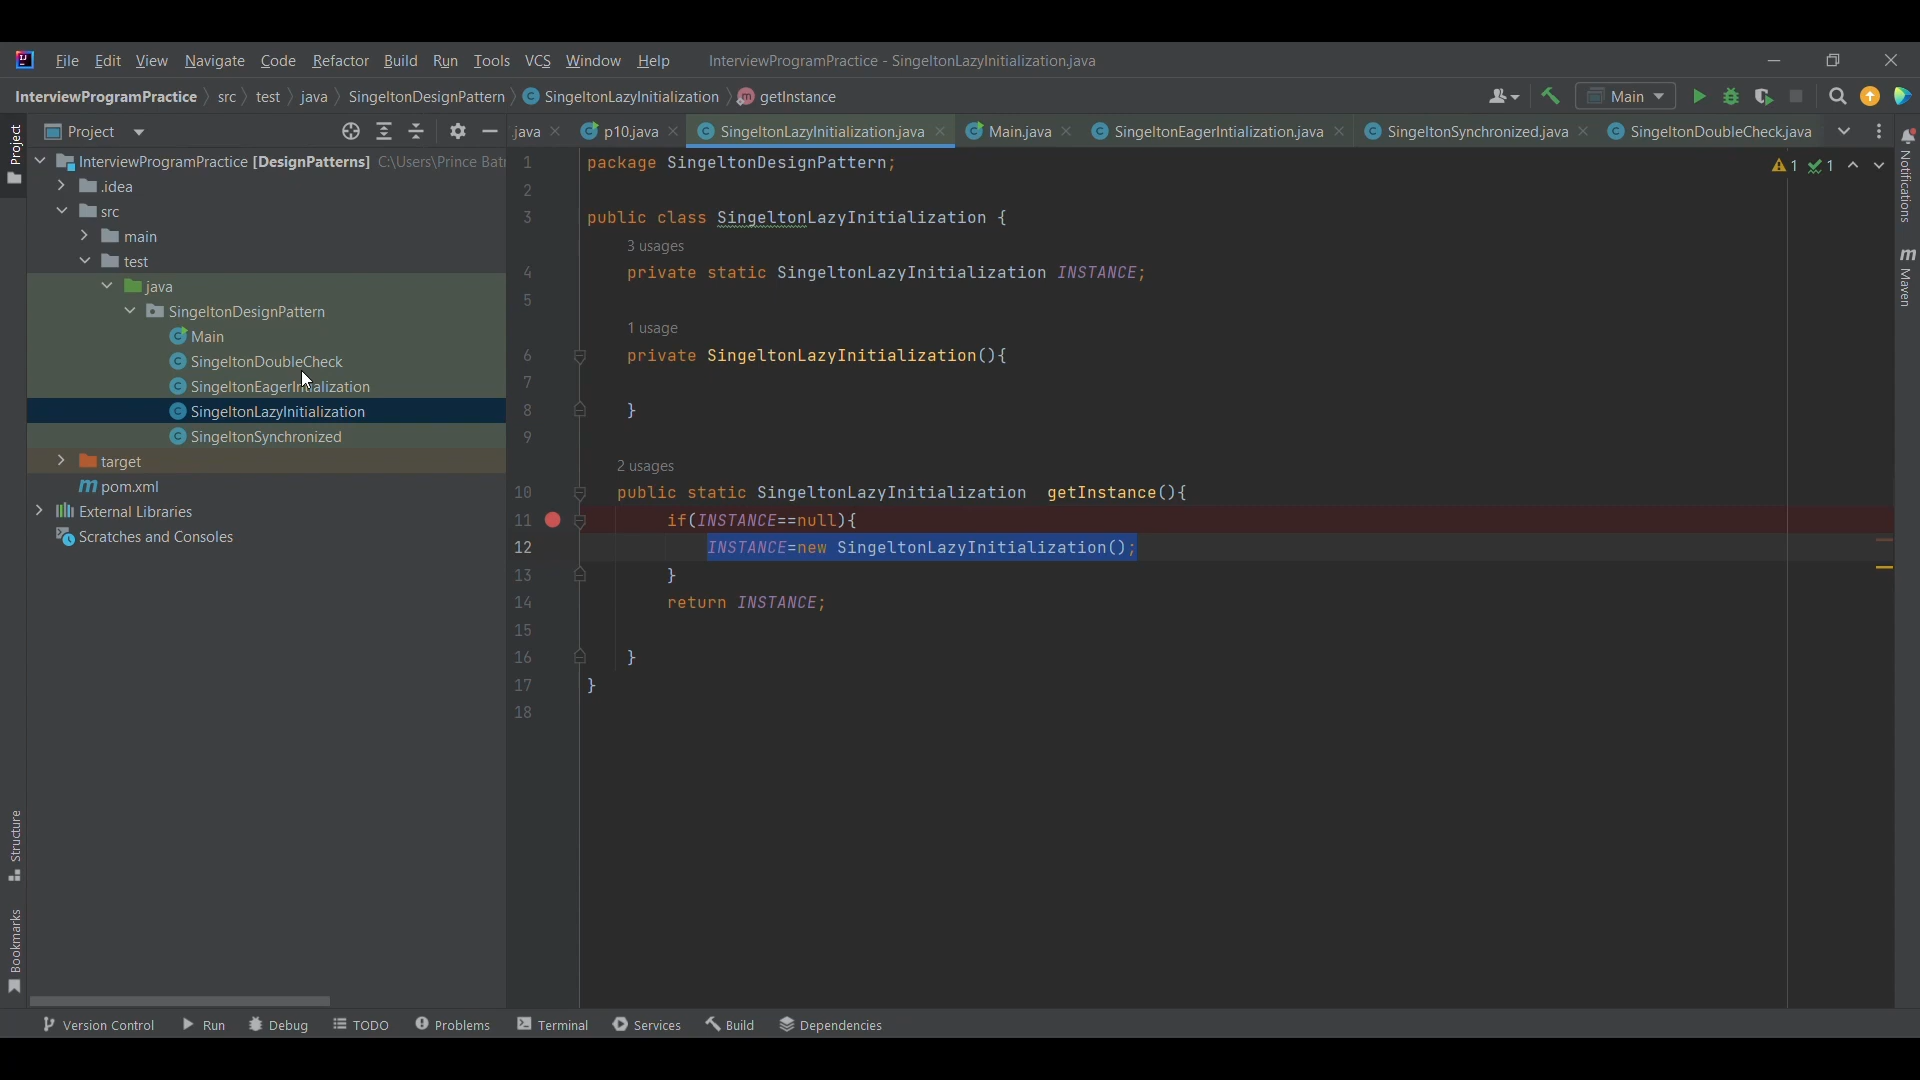 File Edit View Navigate Code Refactor Build Run Tools VCS Window Help InterviewProgramPractice - SingeltonLazyInitialization.java
InterviewProgramPractice src test java SingeltonDesignPattern SingeltonLazyInitialization getInstance Main
Project .java p10.java SingeltonLazyInitialization.java Main.java SingeltonEagerIntialization.java SingeltonSynchronized.java SingeltonDoubleCheck.java
Project
InterviewProgramPractice [DesignPatterns] C:\Users\Prince Bat
.idea
src
main
test
java
SingeltonDesignPattern
Main
SingeltonDoubleCheck
SingeltonEagerIntialization
SingeltonLazyInitialization
SingeltonSynchronized
target
pom.xml
External Libraries
Scratches and Consoles
Structure
Bookmarks
1 package SingeltonDesignPattern;
1 1
2
3 public class SingeltonLazyInitialization {
3 usages
4 private static SingeltonLazyInitialization INSTANCE;
5
1 usage
6 private SingeltonLazyInitialization(){
7
8 }
9
2 usages
10 public static SingeltonLazyInitialization getInstance(){
11 if(INSTANCE==null){
12 INSTANCE=new SingeltonLazyInitialization();
13 }
14 return INSTANCE;
15
16 }
17 }
18
Notifications
m Maven
Version Control Run Debug TODO Problems Terminal Services Build Dependencies